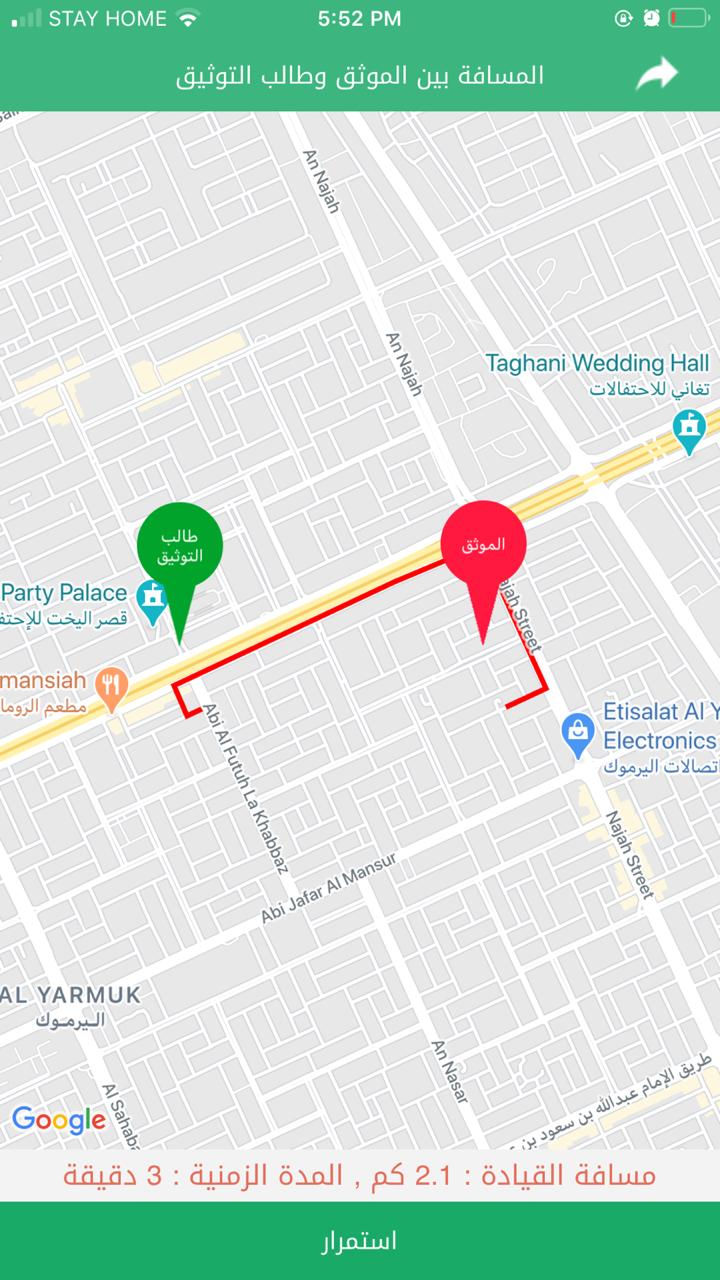 STAY HOME
5:52 PM
المسافة بين الموثق وطالب التوثيق
An Najah
An Najah
Taghani Wedding Hall
تغاني للاحتفالات
طالب
التوثيق
الموثق
Party Palace
قصر اليخت للإحتف
ajah Street
mansiah
مطعم الروما
Abi Al Futuh La Khabbaz
Etisalat Al Y
Electronics
اتصالات اليرموك
Najah Street
Abi Jafar Al Mansur
AL YARMUK
اليرموك
An Nasar
Al Sahaba
طريق الإمام عبدالله بن سعود بن
Google
مسافة القيادة : 2.1 كم , المدة الزمنية : 3 دقيقة
استمرار